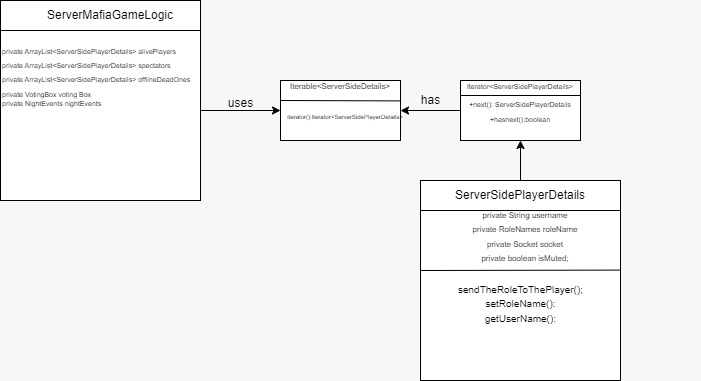 ServerMafiaGameLogic
private ArrayList<ServerSidePlayerDetails> alivePlayers
private ArrayList<ServerSidePlayerDetails> spectators
private ArrayList<ServerSidePlayerDetails> offlineDeadOnes
private VotingBox voting Box
private NightEvents nightEvents
uses
Iterable<ServerSideDetails>
iterator():Iterator<ServerSidePlayerDetails>
has
Iterator<ServerSidePlayerDetails>
+next(): ServerSidePlayerDetails
+hasnext():boolean
ServerSidePlayerDetails
private String username
private RoleNames roleName
private Socket socket
private boolean isMuted;
sendTheRoleToThePlayer();
setRoleName():
getUserName():